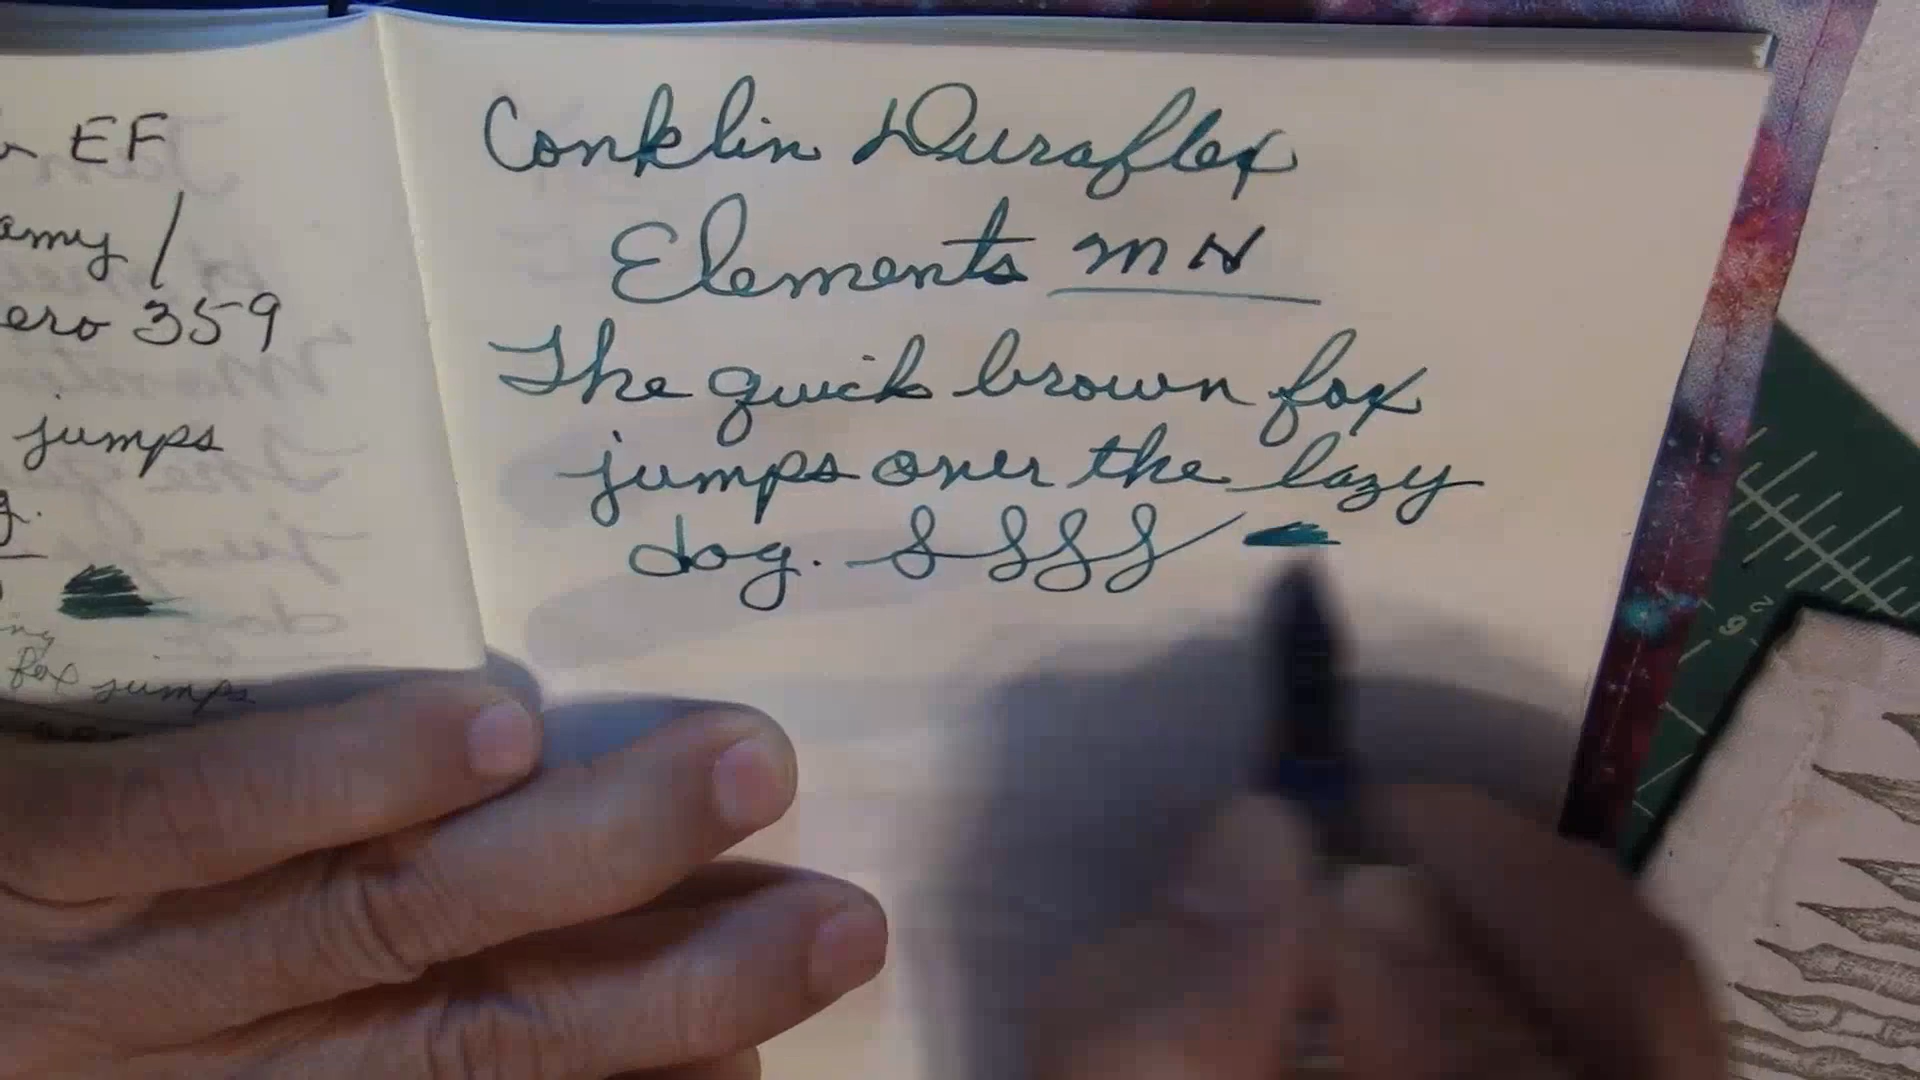 EF
amy /
ero 359
jumps
g.
ing
fox jumps
Conklin Duraflex
Elements m N
The quick brown fox
jumps over the lazy
dog.